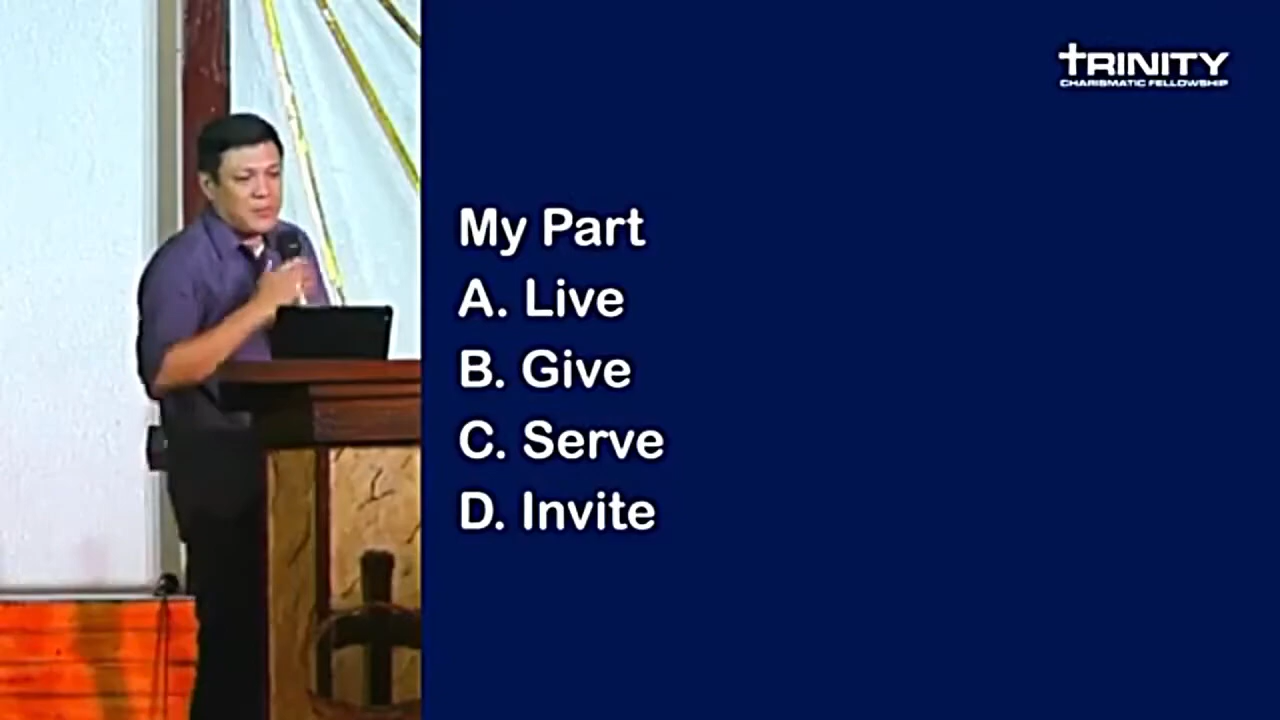 TRINITY
CHARISMATIC FELLOWSHIP
My Part
A. Live
B. Give
C. Serve
D. Invite